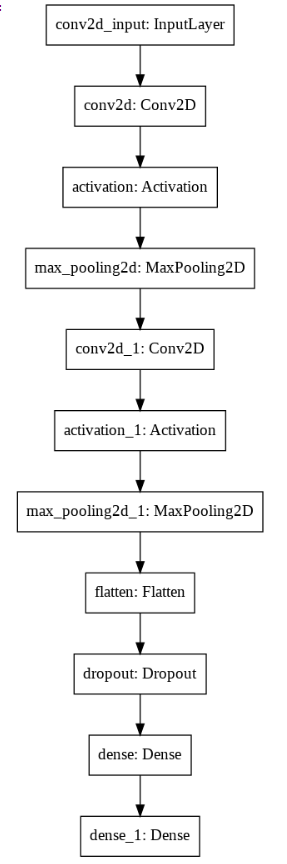 conv2d_input: InputLayer
conv2d: Conv2D
activation: Activation
max_pooling2d: MaxPooling2D
conv2d_1: Conv2D
activation_1: Activation
max_pooling2d_1: MaxPooling2D
flatten: Flatten
dropout: Dropout
dense: Dense
dense_1: Dense